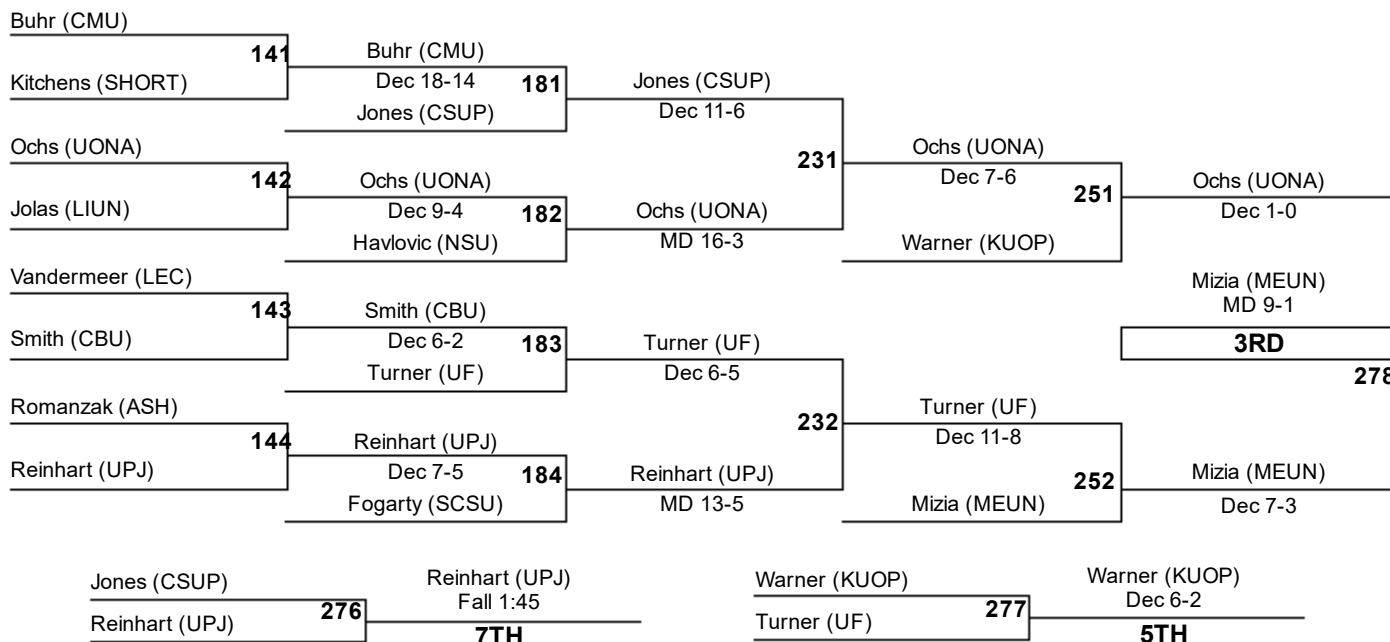 Buhr (CMU)
141
Kitchens (SHORT)
Buhr (CMU)
Dec 18-14
181
Jones (CSUP)
Jones (CSUP)
Dec 11-6
Ochs (UONA)
142
Jolas (LIUN)
Ochs (UONA)
Dec 9-4
182
Havlovic (NSU)
Ochs (UONA)
MD 16-3
231
Ochs (UONA)
Dec 7-6
251
Warner (KUOP)
Ochs (UONA)
Dec 1-0
Vandermeer (LEC)
143
Smith (CBU)
Smith (CBU)
Dec 6-2
183
Turner (UF)
Turner (UF)
Dec 6-5
Mizia (MEUN)
MD 9-1
3RD
278
Romanzak (ASH)
144
Reinhart (UPJ)
Reinhart (UPJ)
Dec 7-5
184
Fogarty (SCSU)
Reinhart (UPJ)
MD 13-5
232
Turner (UF)
Dec 11-8
252
Mizia (MEUN)
Mizia (MEUN)
Dec 7-3
Jones (CSUP)
276
Reinhart (UPJ)
Reinhart (UPJ)
Fall 1:45
7TH
Warner (KUOP)
277
Turner (UF)
Warner (KUOP)
Dec 6-2
5TH